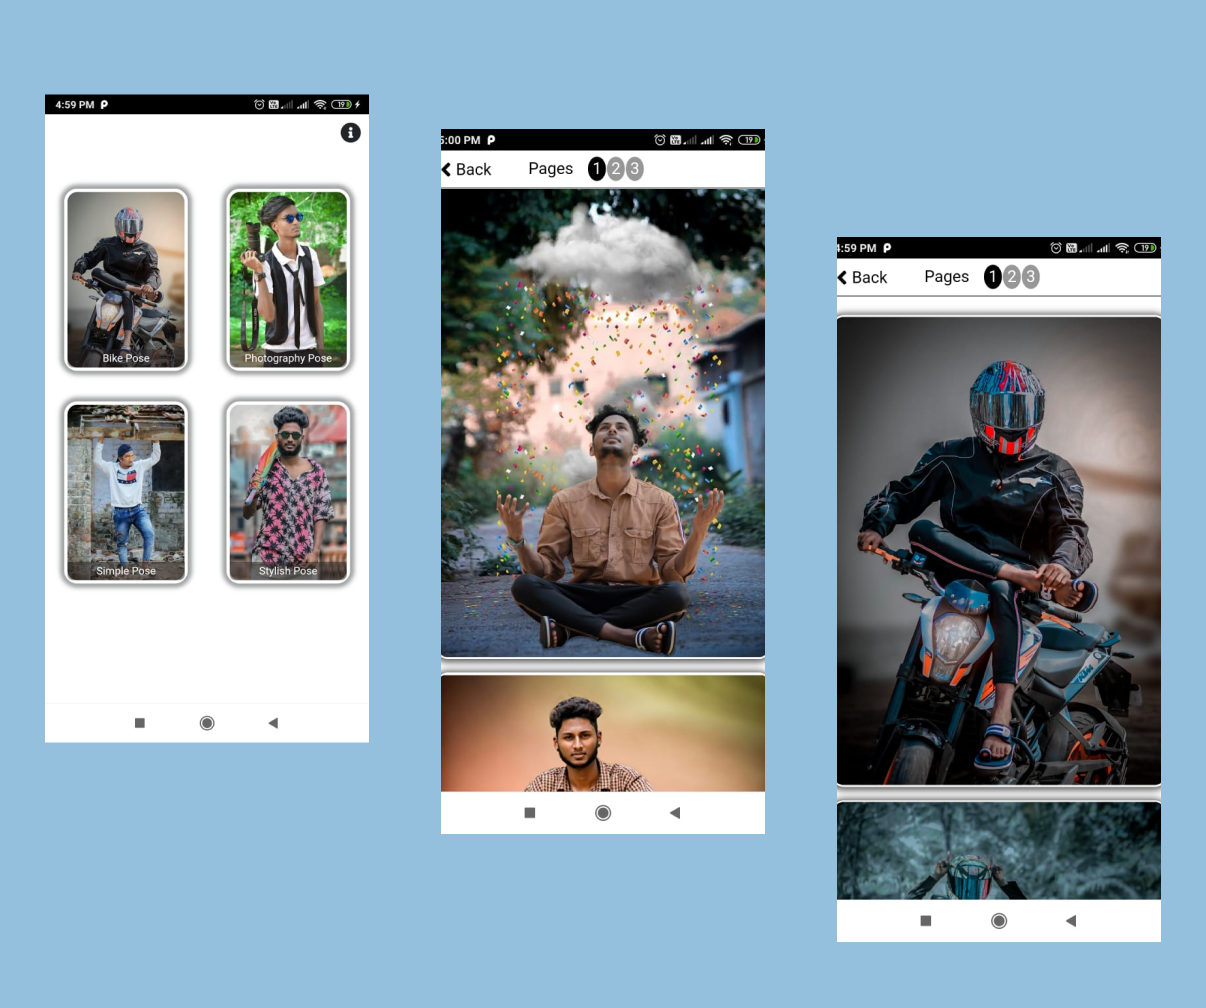 4:59 PM
19
Bike Pose
Photography Pose
Simple Pose
Stylish Pose
5:00 PM
19
Back
Pages
1 2 3
4:59 PM
19
Back
Pages
1 2 3